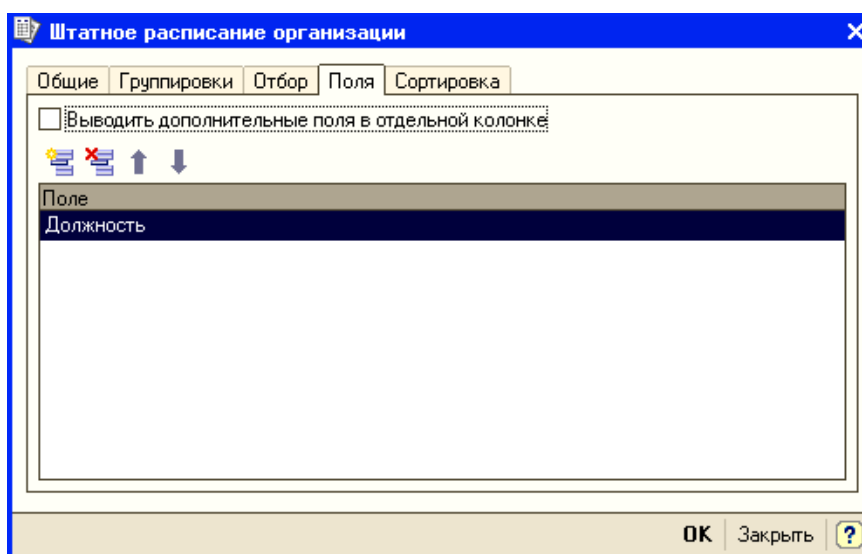 Штатное расписание организации
Общие Группировки Отбор Поля Сортировка
Выводить дополнительные поля в отдельной колонке
Поле
Должность
OK Закрыть ?